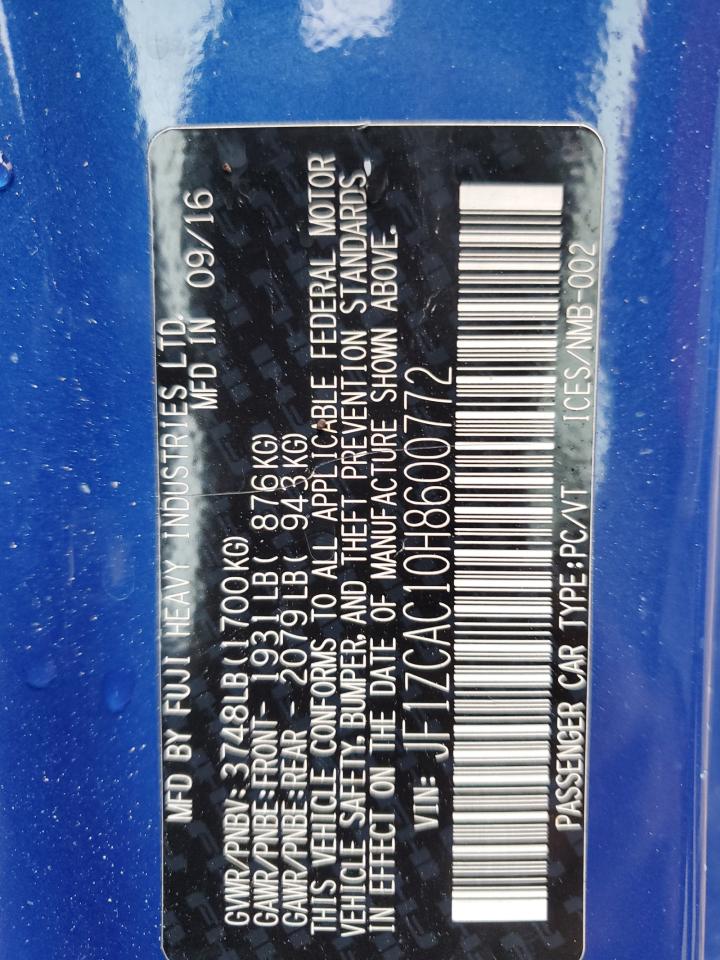 MFD BY FUJI HEAVY INDUSTRIES LTD.
MFD IN 09/16
GVWR/PNBV: 3748LB(1700KG)
GAWR/PNBE:FRONT- 1931LB( 876KG)
GAWR/PNBE:REAR - 2079LB( 943KG)
THIS VEHICLE CONFORMS TO ALL APPLICABLE FEDERAL MOTOR
VEHICLE SAFETY, BUMPER, AND THEFT PREVENTION STANDARDS
IN EFFECT ON THE DATE OF MANUFACTURE SHOWN ABOVE.
VIN: JF1ZCAC10H8600772
PASSENGER CAR TYPE:PC/VT ICES/NMB-002